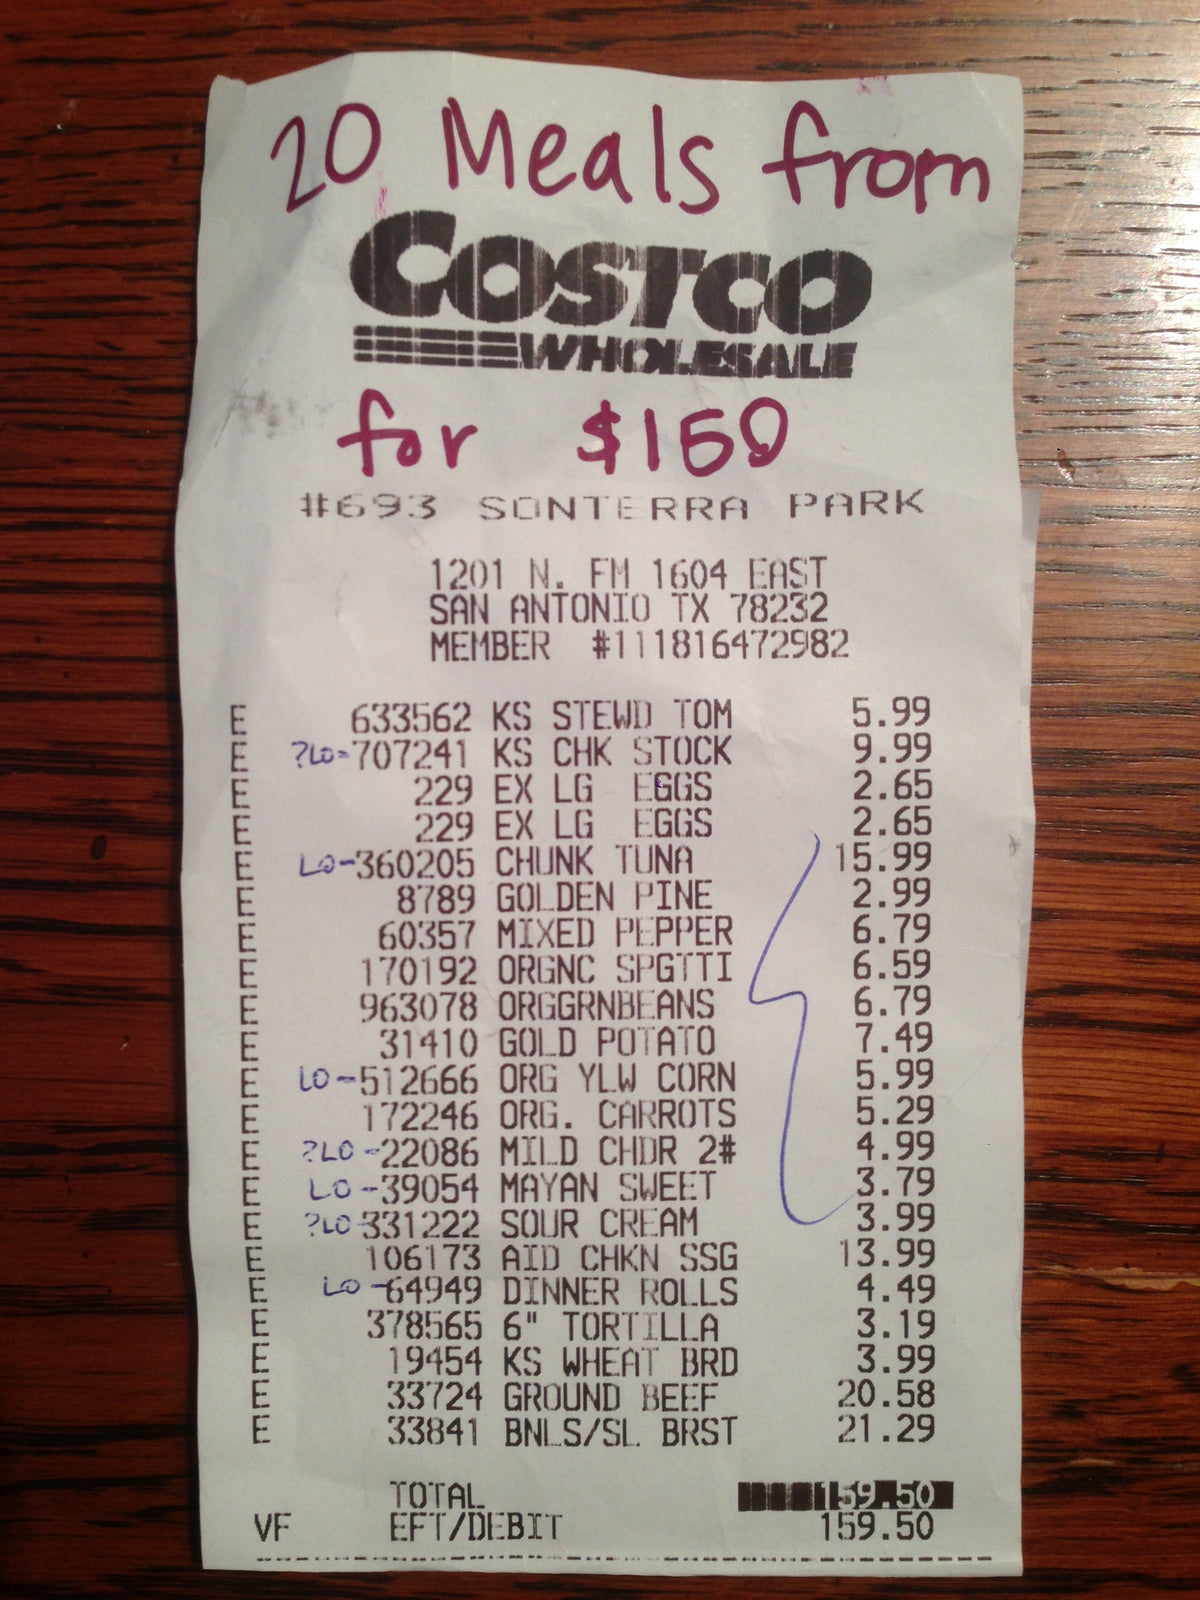 20 Meals from
COSTCO
WHOLESALE
for $150
#693 SONTERRA PARK
1201 N. FM 1604 EAST
SAN ANTONIO TX 78232
MEMBER #111816472982
E 633562 KS STEWD TOM 5.99
E ?LO-707241 KS CHK STOCK 9.99
E 229 EX LG EGGS 2.65
E 229 EX LG EGGS 2.65
E LO-360205 CHUNK TUNA 15.99
E 8789 GOLDEN PINE 2.99
E 60357 MIXED PEPPER 6.79
E 170192 ORGNC SPGTTI 6.59
E 963078 ORGGRNBEANS 6.79
E 31410 GOLD POTATO 7.49
E LO-512666 ORG YLW CORN 5.99
E 172246 ORG. CARROTS 5.29
E ?LO-22086 MILD CHDR 2# 4.99
E LO-39054 MAYAN SWEET 3.79
E ?LO-331222 SOUR CREAM 3.99
E 106173 AID CHKN SSG 13.99
E LO-64949 DINNER ROLLS 4.49
E 378565 6" TORTILLA 3.19
E 19454 KS WHEAT BRD 3.99
E 33724 GROUND BEEF 20.58
E 33841 BNLS/SL BRST 21.29
TOTAL 159.50
VF EFT/DEBIT 159.50